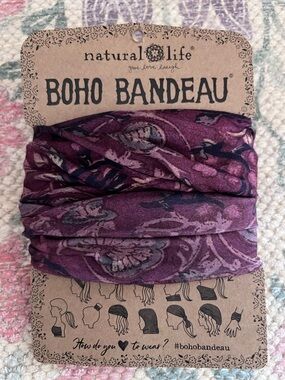 natural life®
give love laugh
BOHO BANDEAU®
How do you ♥ to wear? #bohobandeau